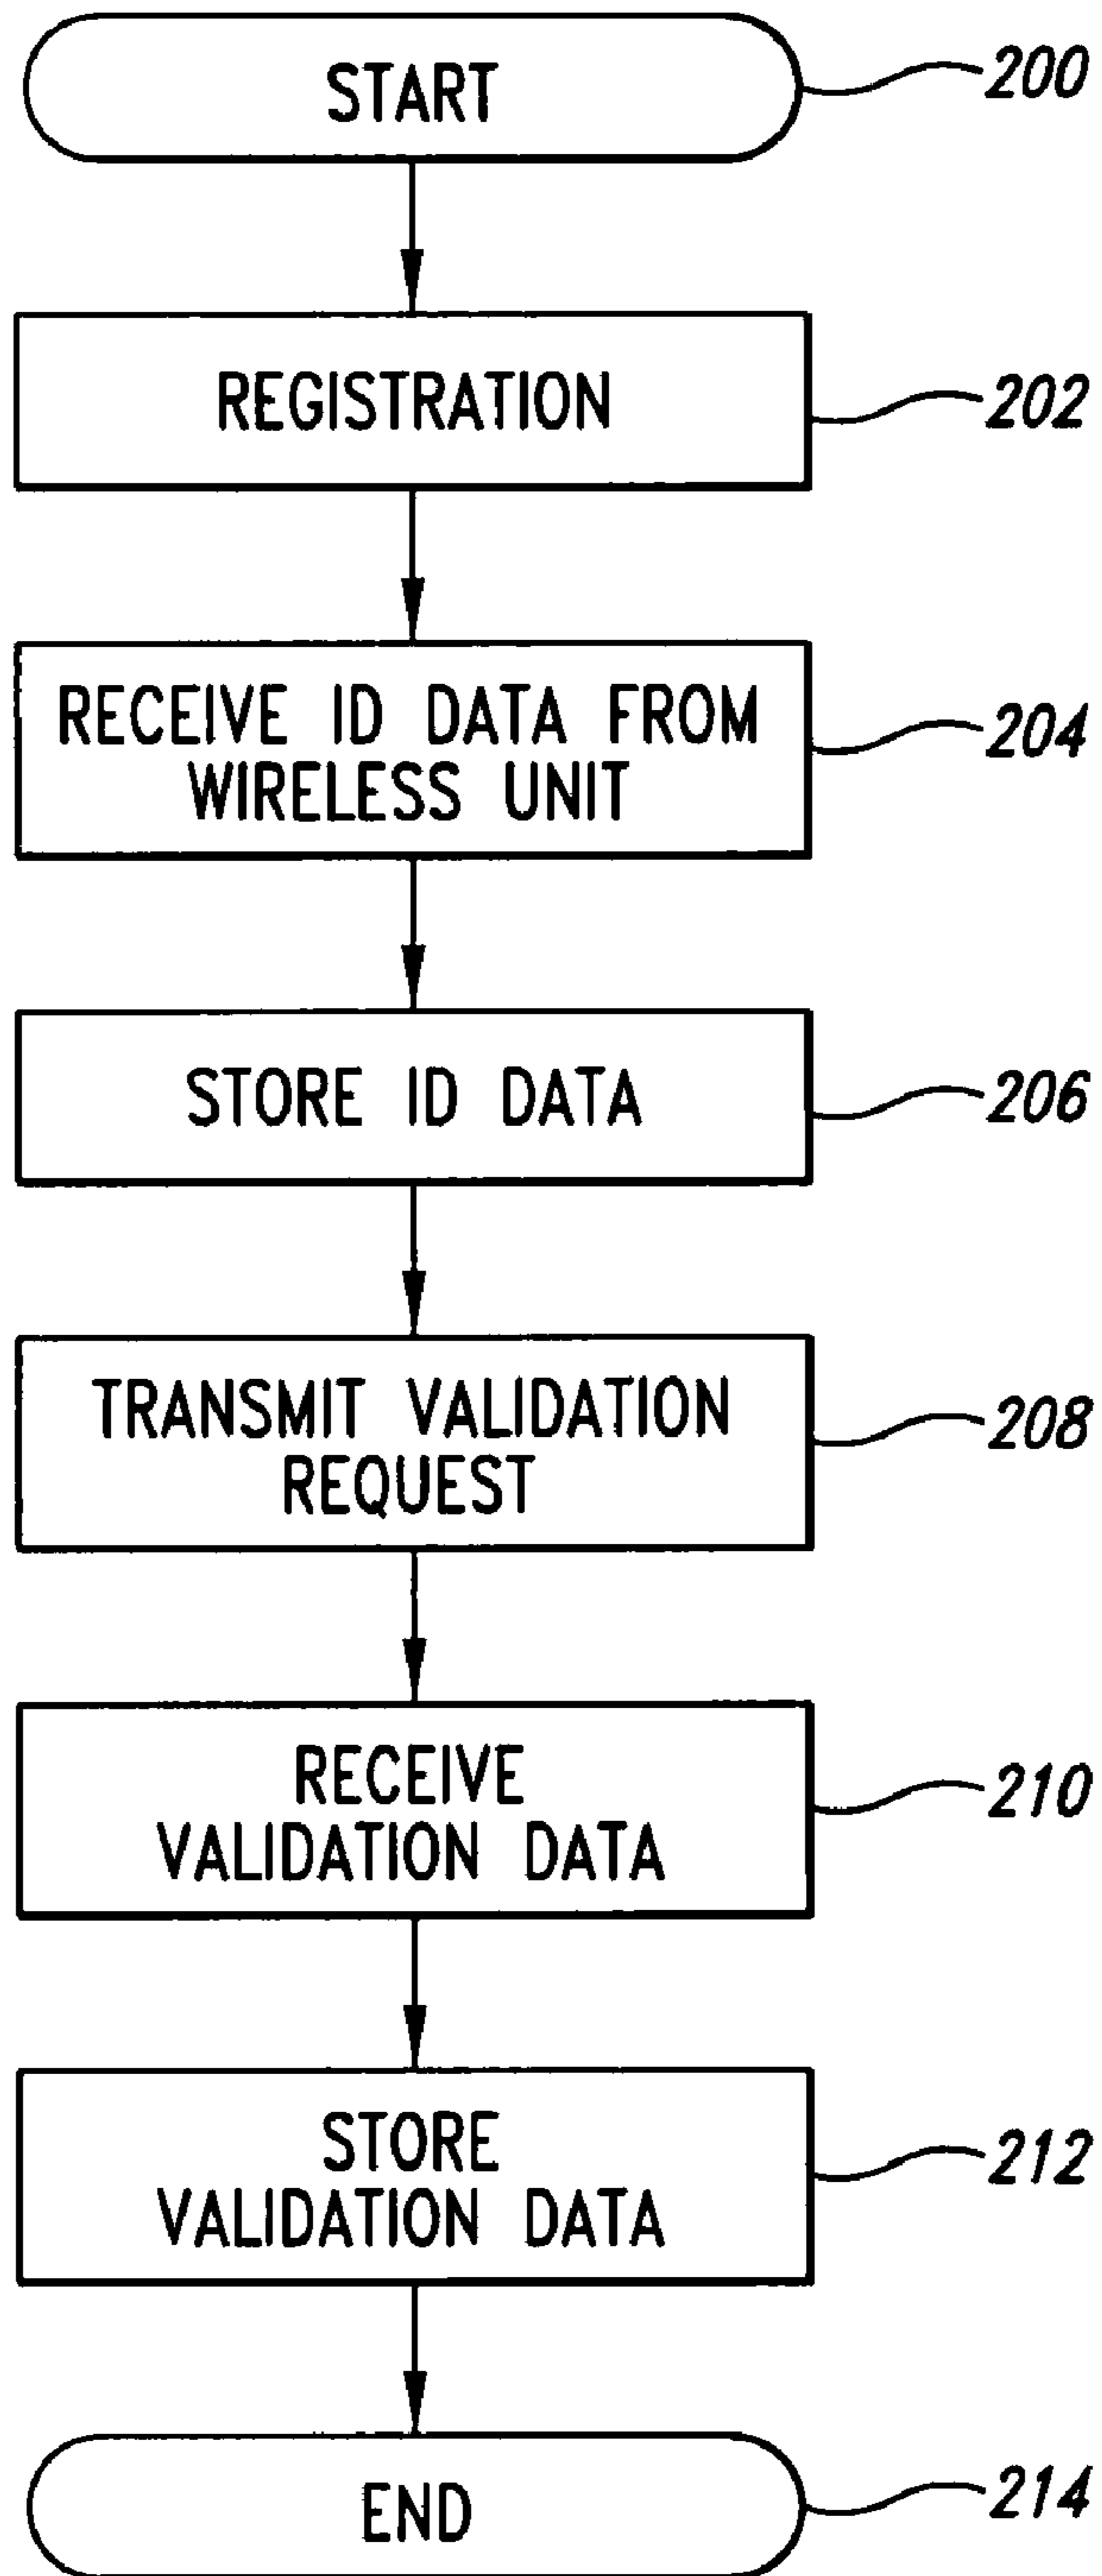 START
200
REGISTRATION
202
RECEIVE ID DATA FROM
WIRELESS UNIT
204
STORE ID DATA
206
TRANSMIT VALIDATION
REQUEST
208
RECEIVE
VALIDATION DATA
210
STORE
VALIDATION DATA
212
END
214